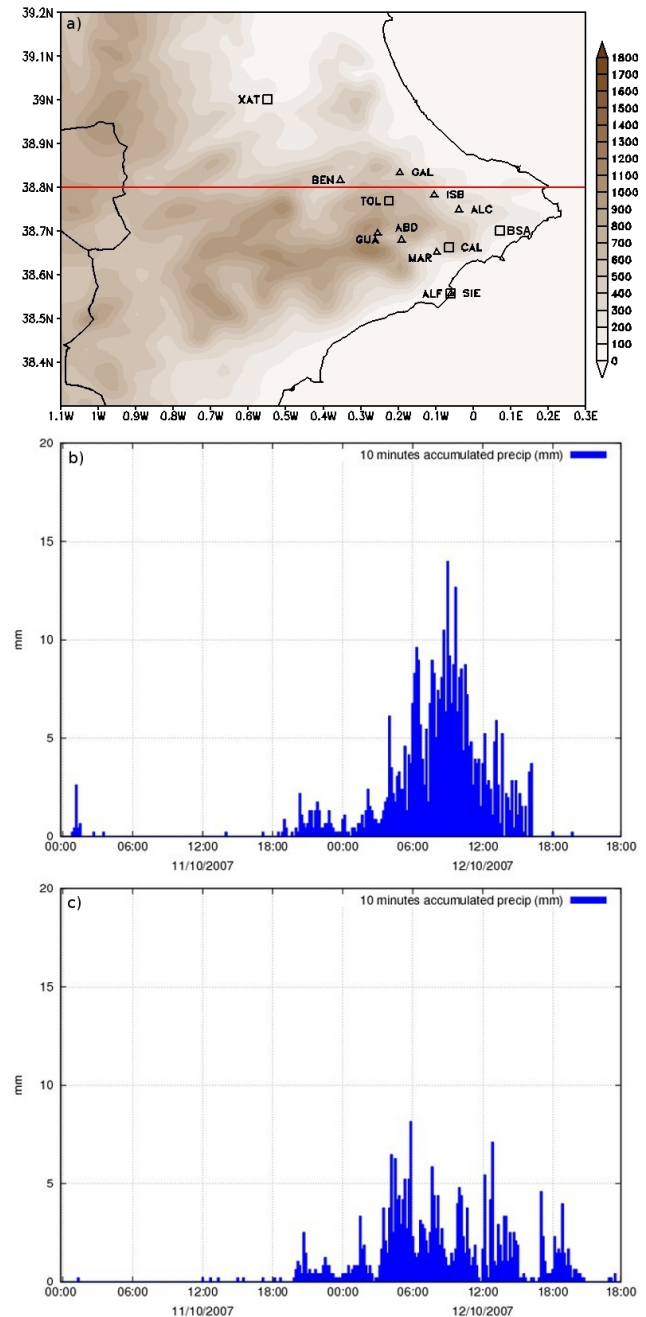 a)
39.2N
39.1N
39N
38.9N
38.8N
38.7N
38.6N
38.5N
38.4N
XAT
BEN
GAL
TOL
ISB
ALC
ABD
GUA
BSA
MAR
CAL
ALF
SIE
1.1W 1W 0.9W 0.8W 0.7W 0.6W 0.5W 0.4W 0.3W 0.2W 0.1W 0 0.1E 0.2E 0.3E
1800
1700
1600
1500
1400
1300
1200
1100
1000
900
800
700
600
500
400
300
200
100
0
b)
10 minutes accumulated precip (mm)
20
15
10
5
0
mm
00:00 06:00 12:00 18:00 00:00 06:00 12:00 18:00 18:00
11/10/2007 12/10/2007
c)
10 minutes accumulated precip (mm)
20
15
10
5
0
mm
00:00 06:00 12:00 18:00 00:00 06:00 12:00 18:00 18:00
11/10/2007 12/10/2007